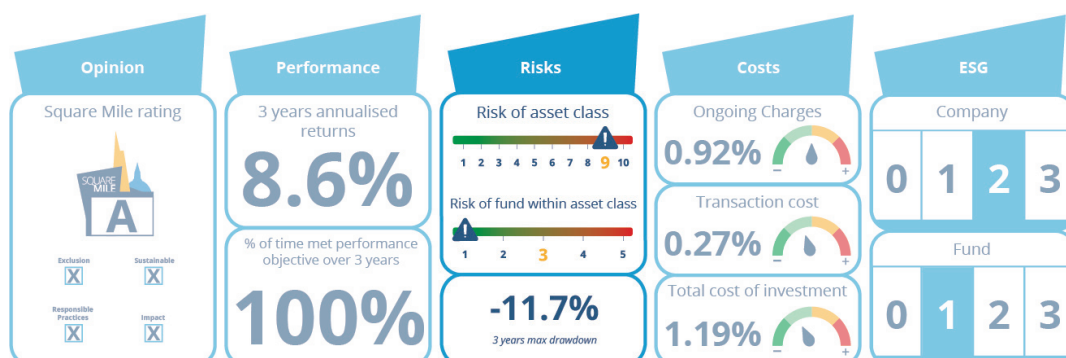 Opinion
Square Mile rating
SQUARE
MILE
A
Exclusion
X
Sustainable
X
Responsible
Practices
X
Impact
X
Performance
3 years annualised
returns
8.6%
% of time met performance
objective over 3 years
100%
Risks
Risk of asset class
!
1 2 3 4 5 6 7 8 9 10
Risk of fund within asset class
!
1 2 3 4 5
-11.7%
3 years max drawdown
Costs
Ongoing Charges
0.92%
- +
Transaction cost
0.27%
- +
Total cost of investment
1.19%
- +
ESG
Company
0 1 2 3
Fund
0 1 2 3